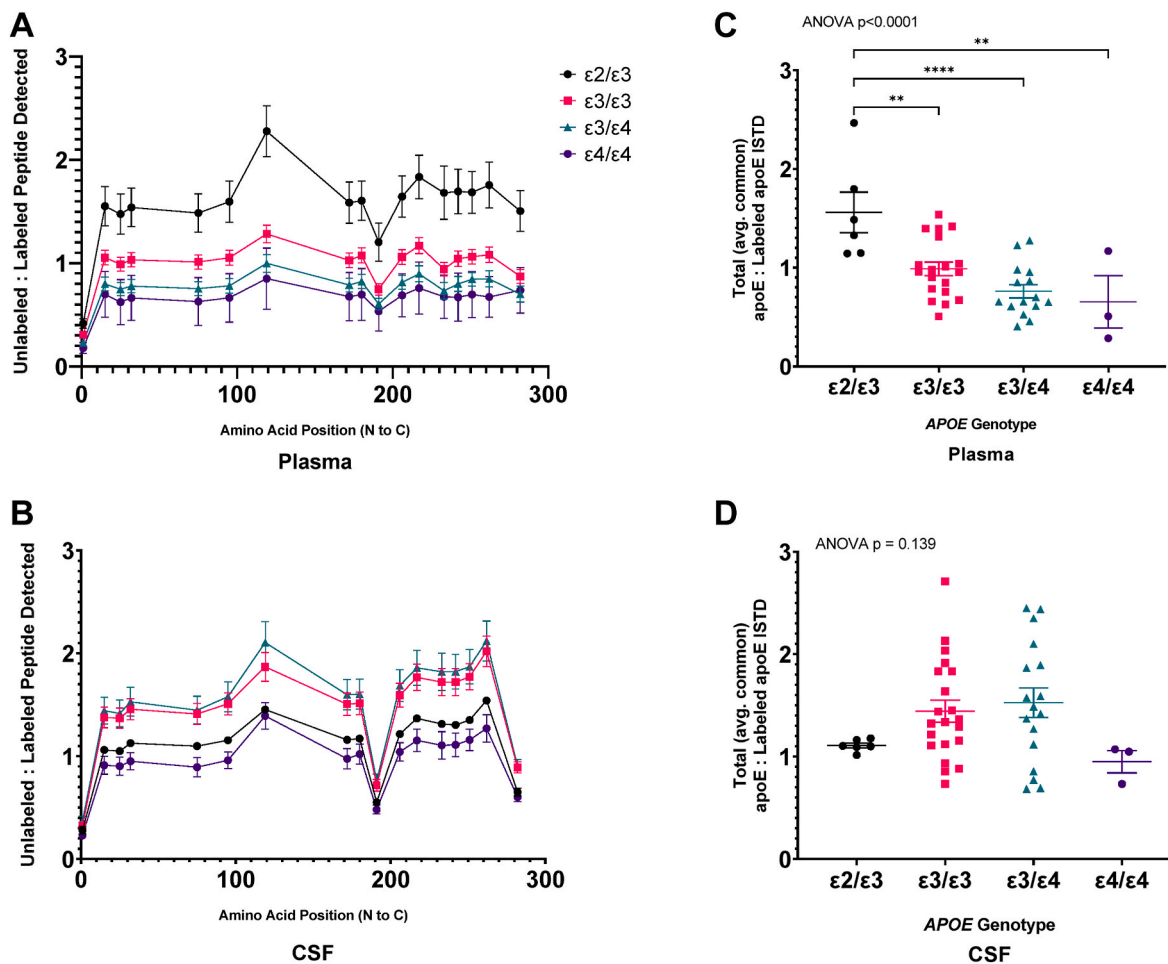 A
Unlabeled : Labeled Peptide Detected
3
2
1
0
0
100
200
300
Amino Acid Position (N to C)
Plasma
ε2/ε3
ε3/ε3
ε3/ε4
ε4/ε4
C
ANOVA p<0.0001
**
****
**
Total (avg. common)
apoE : Labeled apoE ISTD
3
2
1
0
ε2/ε3
ε3/ε3
ε3/ε4
ε4/ε4
APOE Genotype
Plasma
B
Unlabeled : Labeled Peptide Detected
3
2
1
0
0
100
200
300
Amino Acid Position (N to C)
CSF
D
ANOVA p = 0.139
Total (avg. common)
apoE : Labeled apoE ISTD
3
2
1
0
ε2/ε3
ε3/ε3
ε3/ε4
ε4/ε4
APOE Genotype
CSF